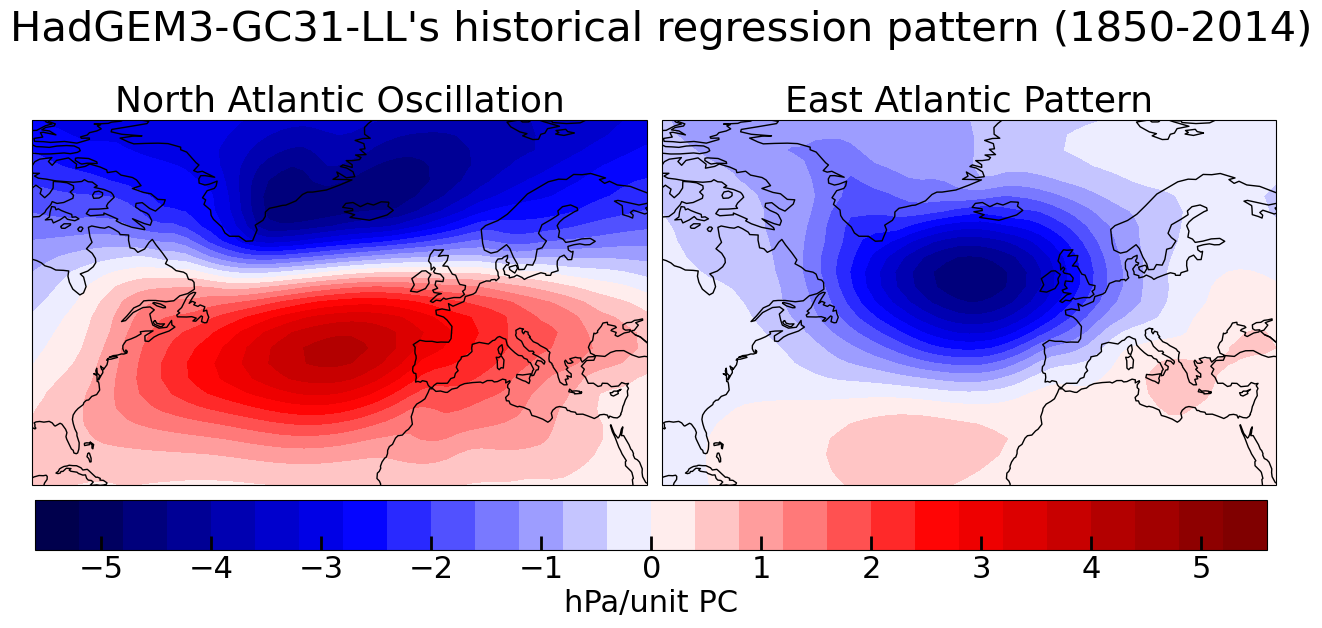 HadGEM3-GC31-LL's historical regression pattern (1850-2014)
North Atlantic Oscillation
East Atlantic Pattern
−5 −4 −3 −2 −1 0 1 2 3 4 5
hPa/unit PC